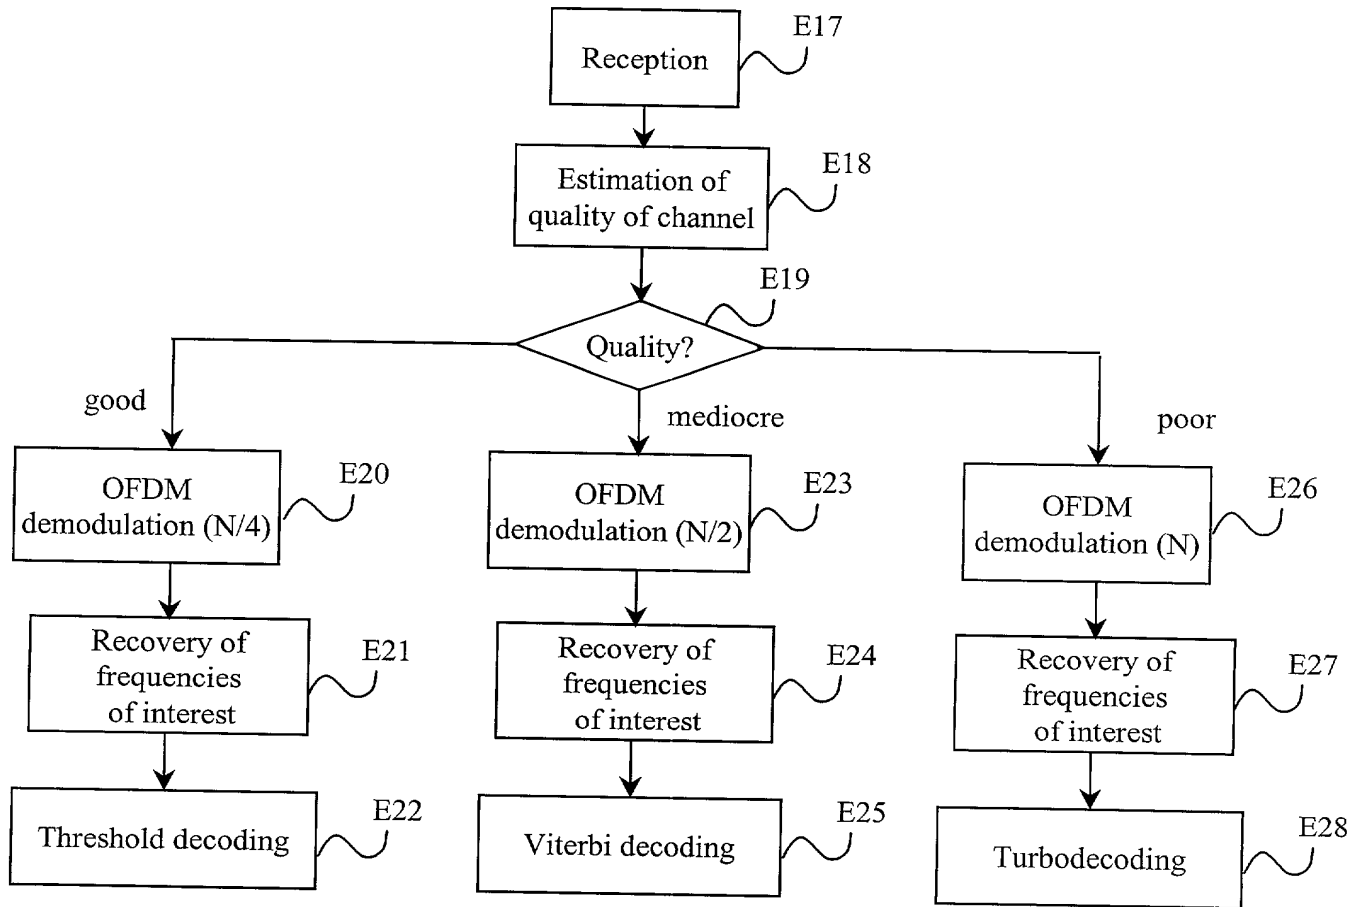 E17
Reception
E18
Estimation of
quality of channel
E19
Quality?
good
mediocre
poor
E20
OFDM
demodulation (N/4)
E23
OFDM
demodulation (N/2)
E26
OFDM
demodulation (N)
E21
Recovery of
frequencies
of interest
E24
Recovery of
frequencies
of interest
E27
Recovery of
frequencies
of interest
E22
Threshold decoding
E25
Viterbi decoding
E28
Turbodecoding